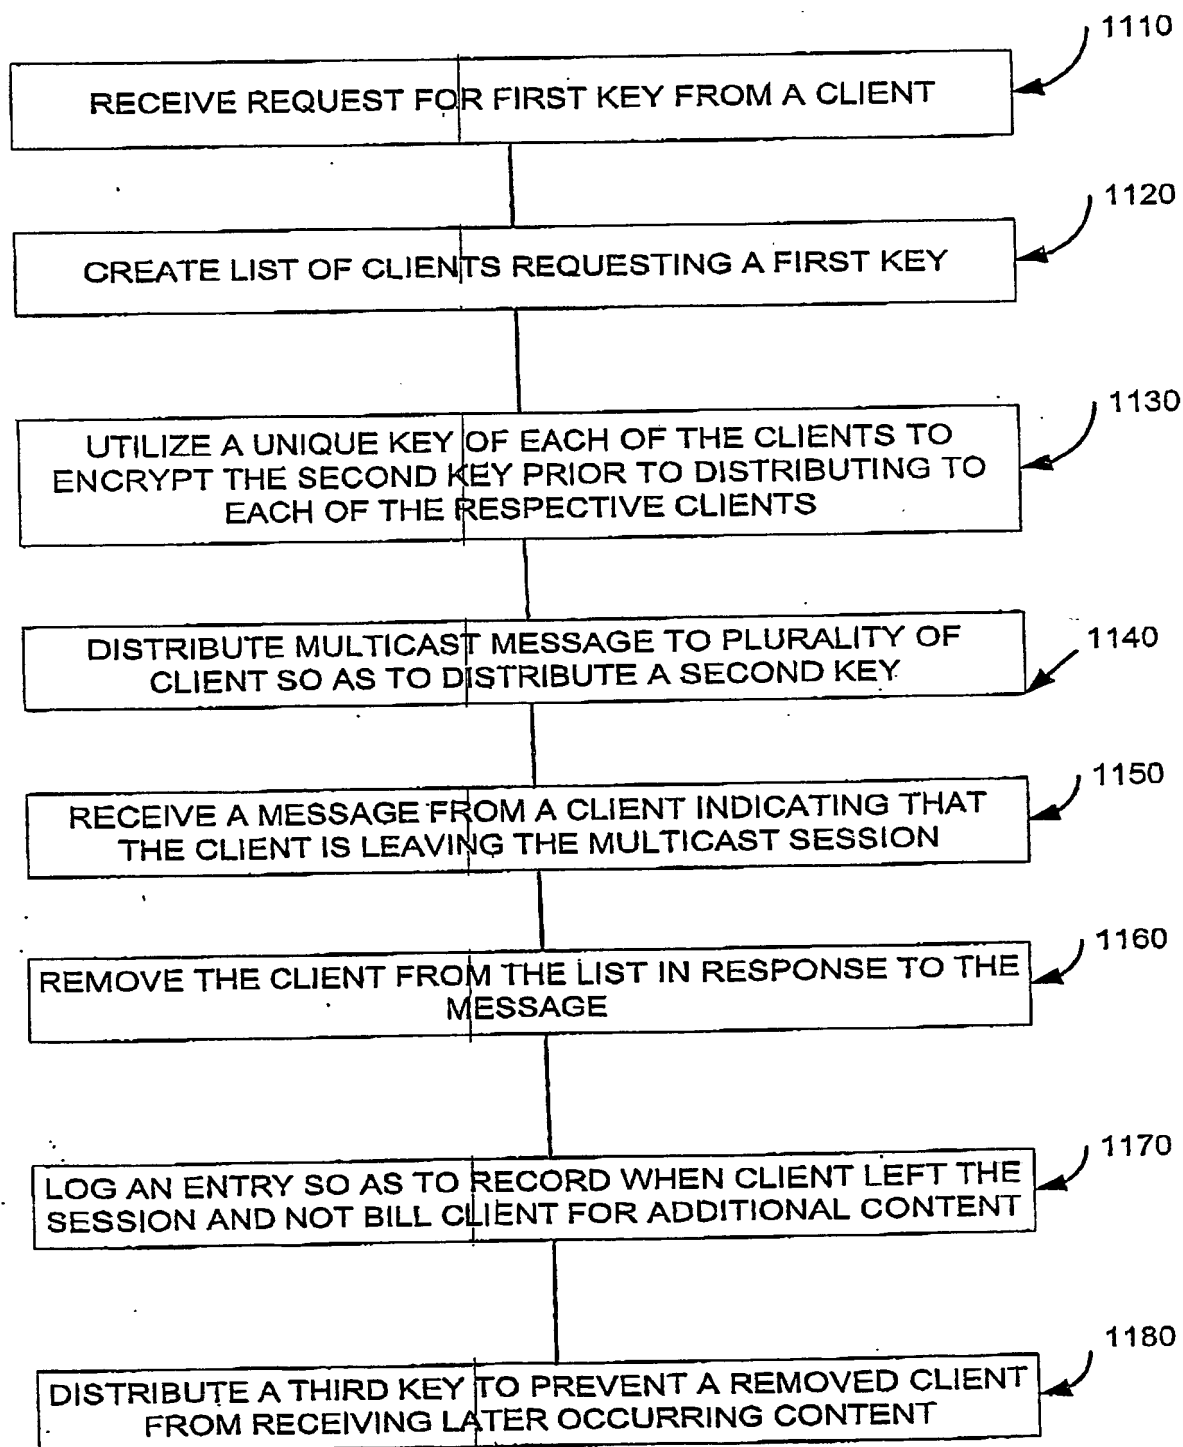 1110
RECEIVE REQUEST FOR FIRST KEY FROM A CLIENT
1120
CREATE LIST OF CLIENTS REQUESTING A FIRST KEY
1130
UTILIZE A UNIQUE KEY OF EACH OF THE CLIENTS TO
ENCRYPT THE SECOND KEY PRIOR TO DISTRIBUTING TO
EACH OF THE RESPECTIVE CLIENTS
1140
DISTRIBUTE MULTICAST MESSAGE TO PLURALITY OF
CLIENT SO AS TO DISTRIBUTE A SECOND KEY
1150
RECEIVE A MESSAGE FROM A CLIENT INDICATING THAT
THE CLIENT IS LEAVING THE MULTICAST SESSION
1160
REMOVE THE CLIENT FROM THE LIST IN RESPONSE TO THE
MESSAGE
1170
LOG AN ENTRY SO AS TO RECORD WHEN CLIENT LEFT THE
SESSION AND NOT BILL CLIENT FOR ADDITIONAL CONTENT
1180
DISTRIBUTE A THIRD KEY TO PREVENT A REMOVED CLIENT
FROM RECEIVING LATER OCCURRING CONTENT